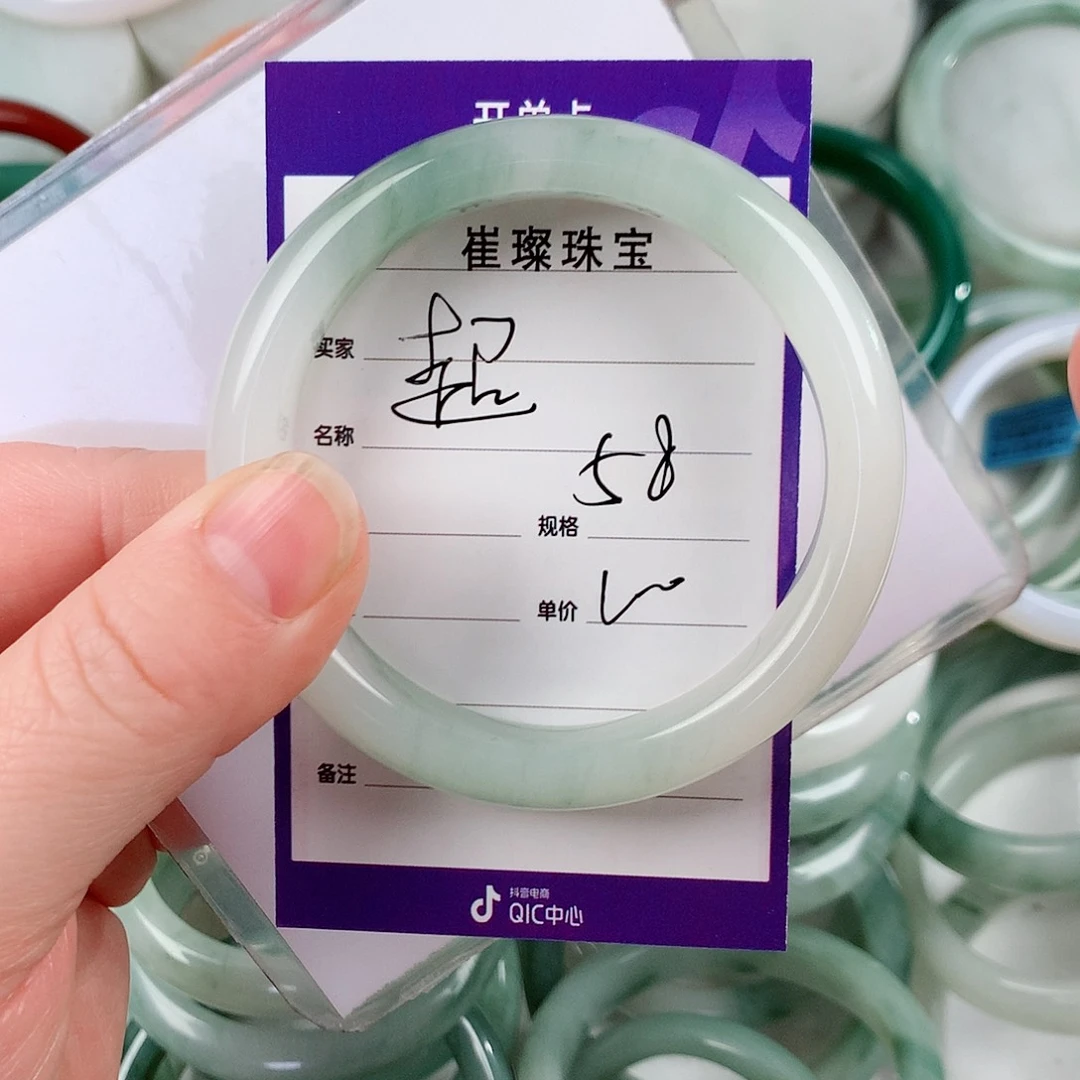 开单卡
崔璨珠宝
买家 超
名称
规格 58
单价
备注
抖音电商
QIC中心